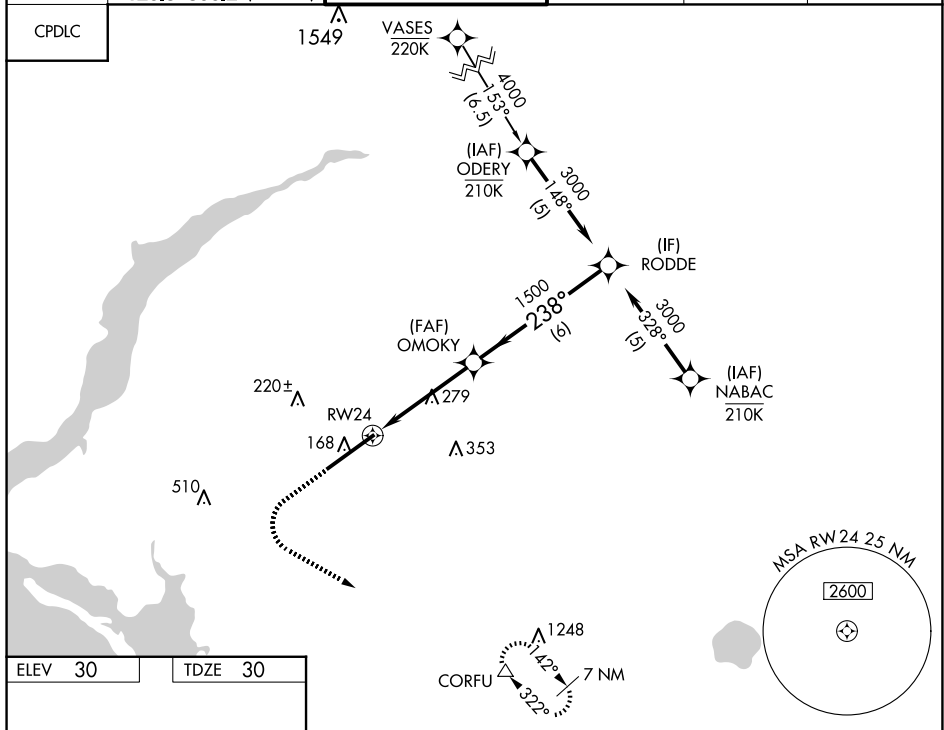 CPDLC
1549
VASES
220K
4000
153°
(6.5)
(IAF)
ODERY
210K
3000
148°
(5)
(IF)
RODDE
1500
238°
(6)
(FAF)
OMOKY
3000
328°
(5)
(IAF)
NABAC
210K
220±
279
RW24
168
353
510
MSA RW24 25 NM
2600
1248
142°
7 NM
CORFU
322°
ELEV 30
TDZE 30